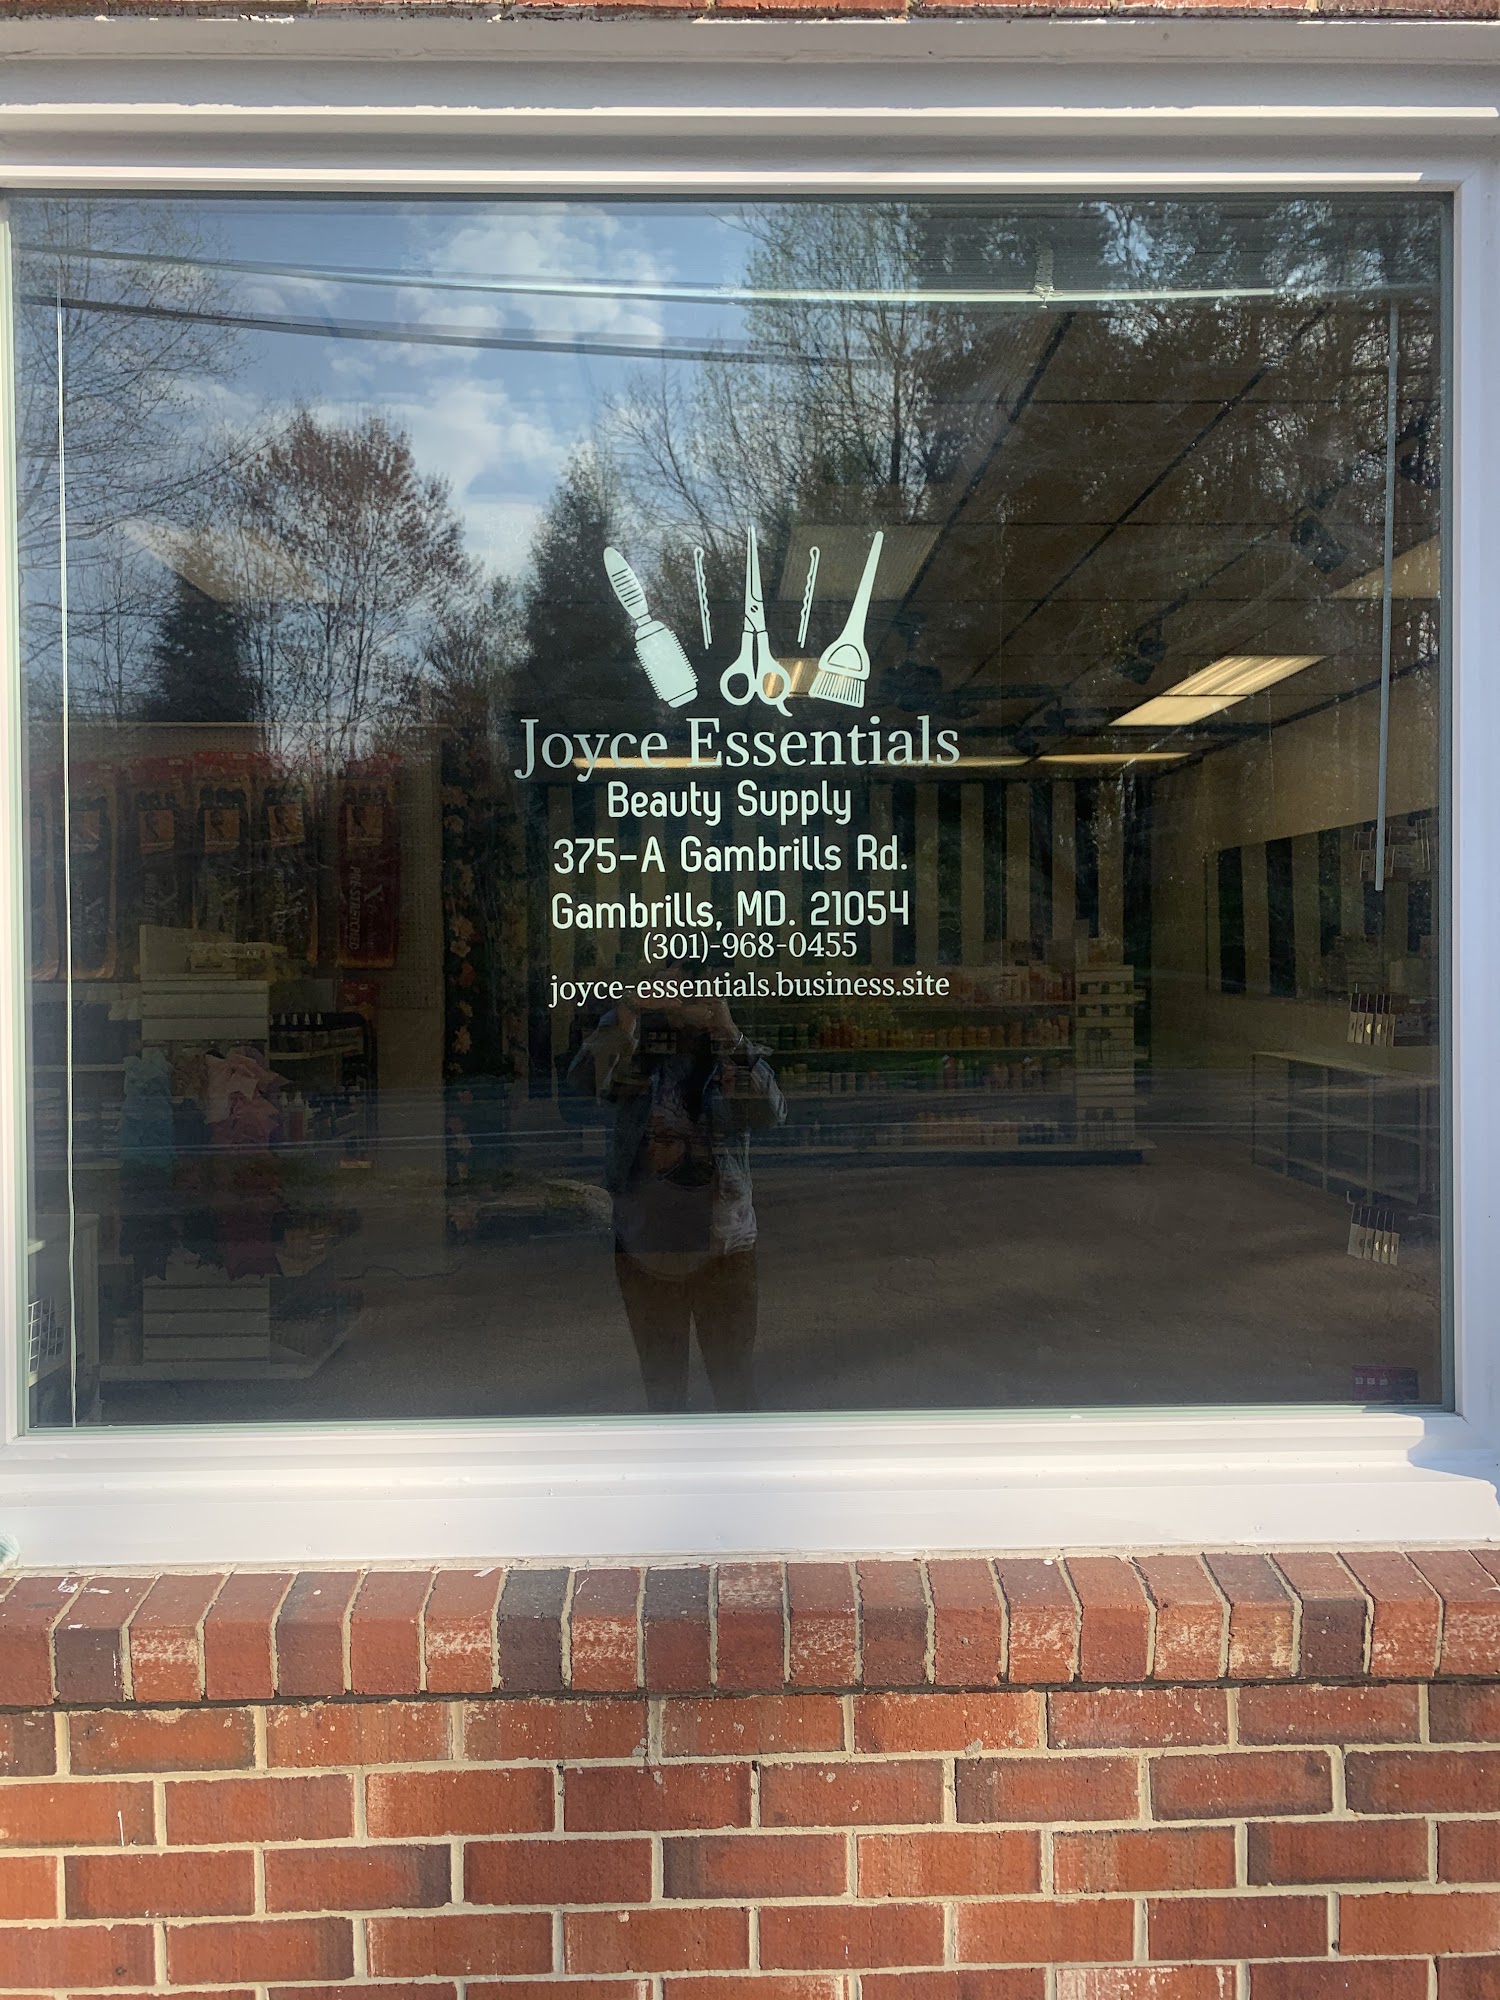 Joyce Essentials
Beauty Supply
375-A Gambrills Rd.
Gambrills, MD. 21054
(301)-968-0455
joyce-essentials.business.site